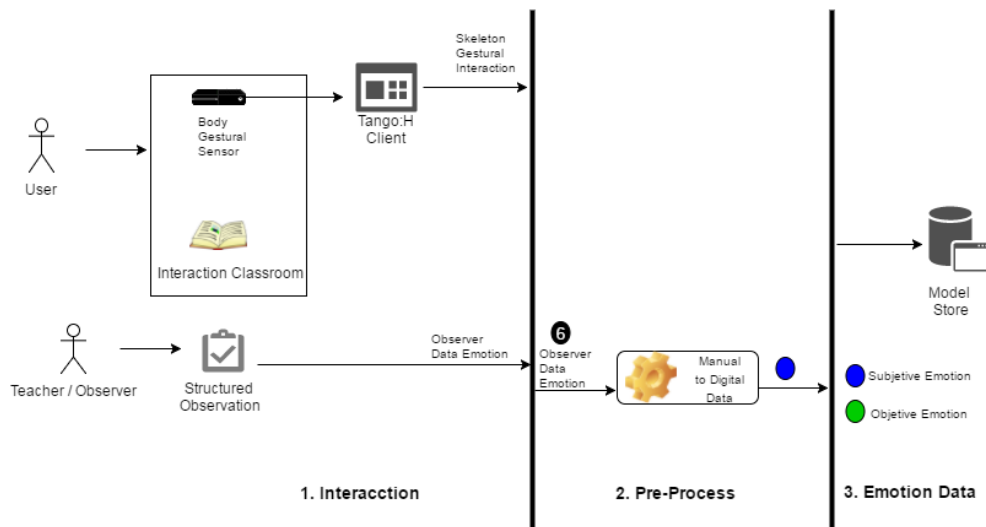 Skeleton
Gestural
Interaction
Body
Gestural
Sensor
Tango:H
Client
User
Interaction Classroom
Model
Store
Teacher / Observer
Structured
Observation
Observer
Data Emotion
6
Observer
Data
Emotion
Manual
to Digital
Data
Subjetive Emotion
Objetive Emotion
1. Interacction
2. Pre-Process
3. Emotion Data